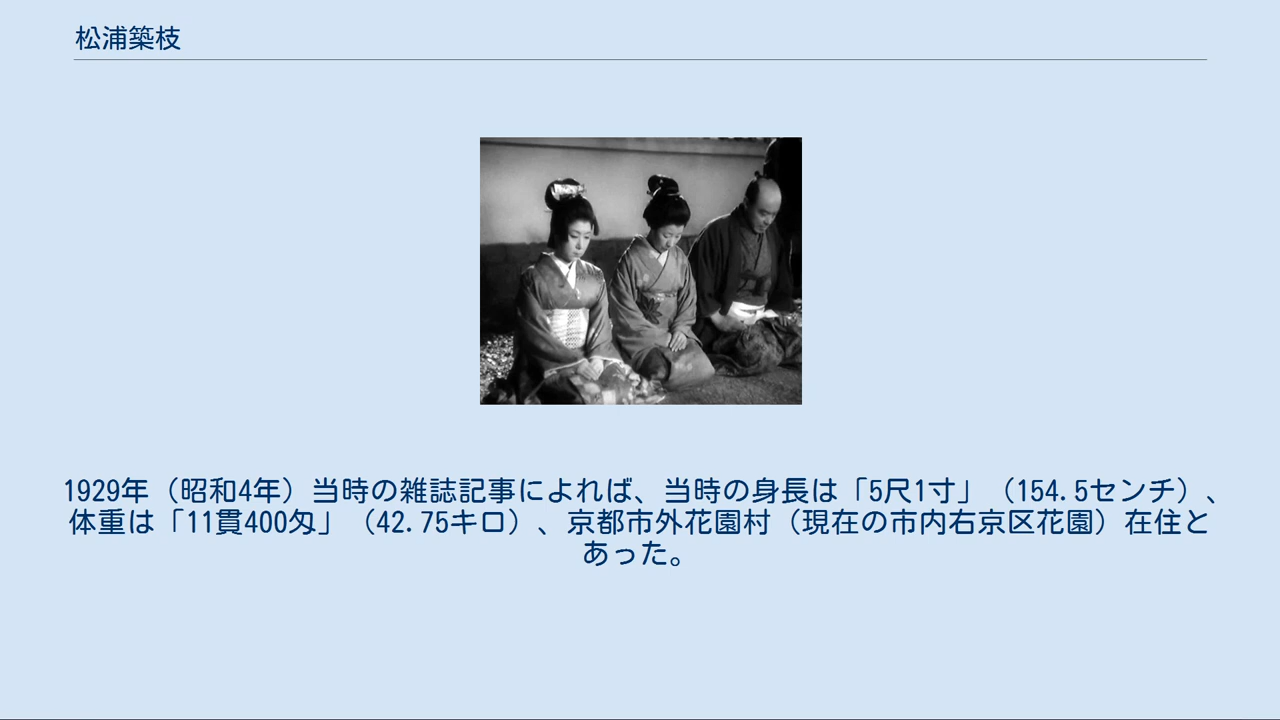 松浦築枝
1929年（昭和4年）当時の雑誌記事によれば、当時の身長は「5尺1寸」（154.5センチ）、
体重は「11貫400匁」（42.75キロ）、京都市外花園村（現在の市内右京区花園）在住と
あった。